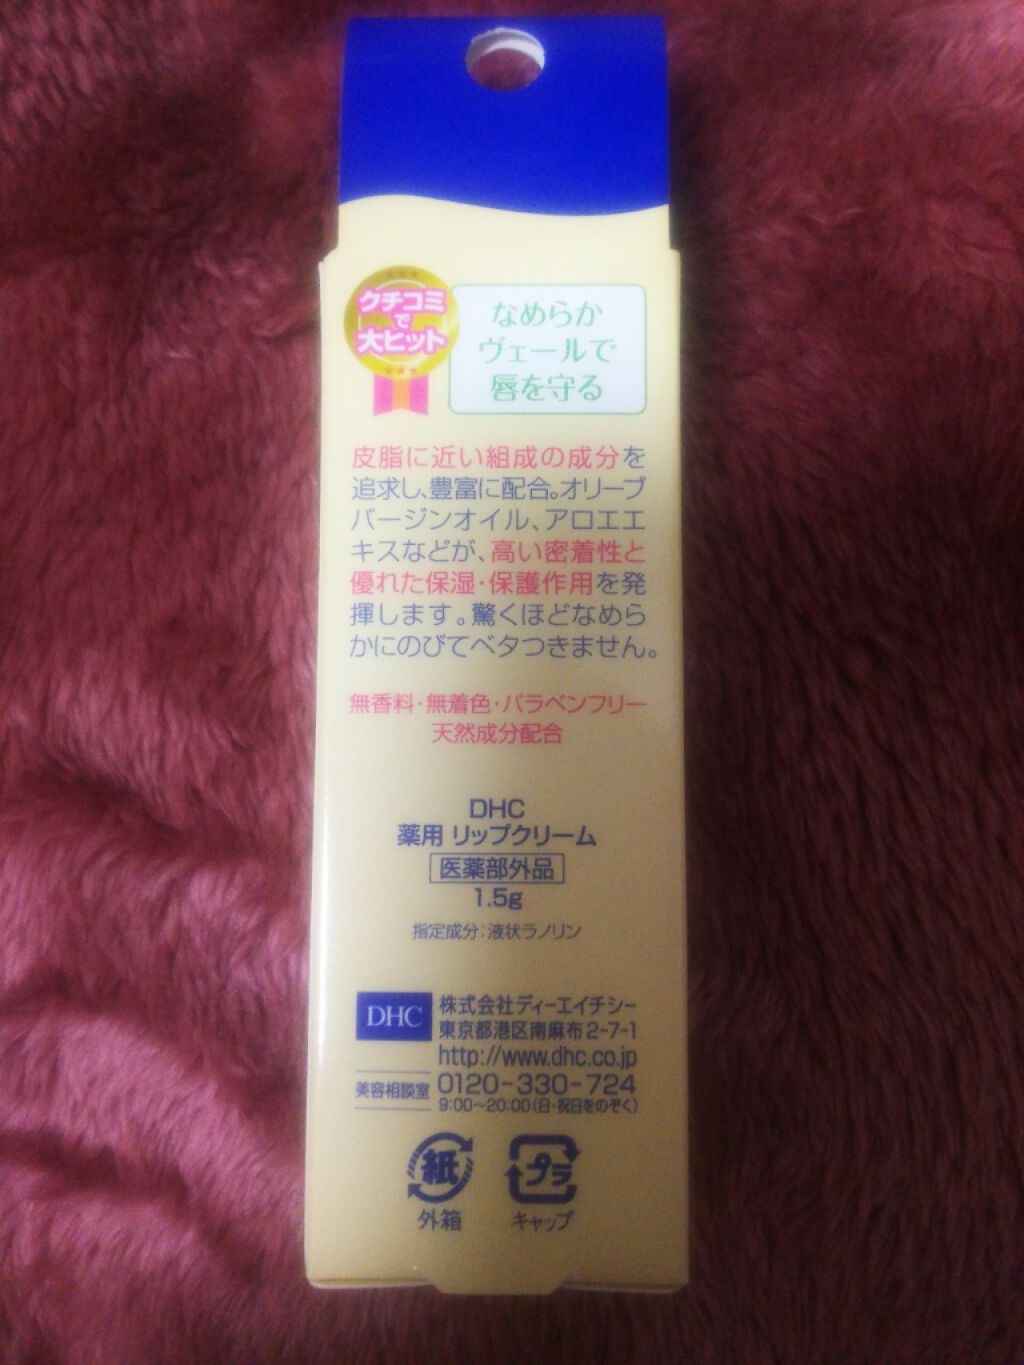 クチコミ
で
大ヒット
なめらか
ヴェールで
唇を守る
皮脂に近い組成の成分を
追求し、豊富に配合。オリーブ
バージンオイル、アロエエ
キスなどが、高い密着性と
優れた保湿・保護作用を発
揮します。驚くほどなめら
かにのびてベタつきません。
無香料・無着色・パラベンフリー
天然成分配合
DHC
薬用 リップクリーム
医薬部外品
1.5g
指定成分：液状ラノリン
DHC
株式会社ディーエイチシー
東京都港区南麻布2-7-1
http://www.dhc.co.jp
美容相談室
0120-330-724
9:00〜20:00（日・祝日をのぞく）
紙
プラ
外箱
キャップ